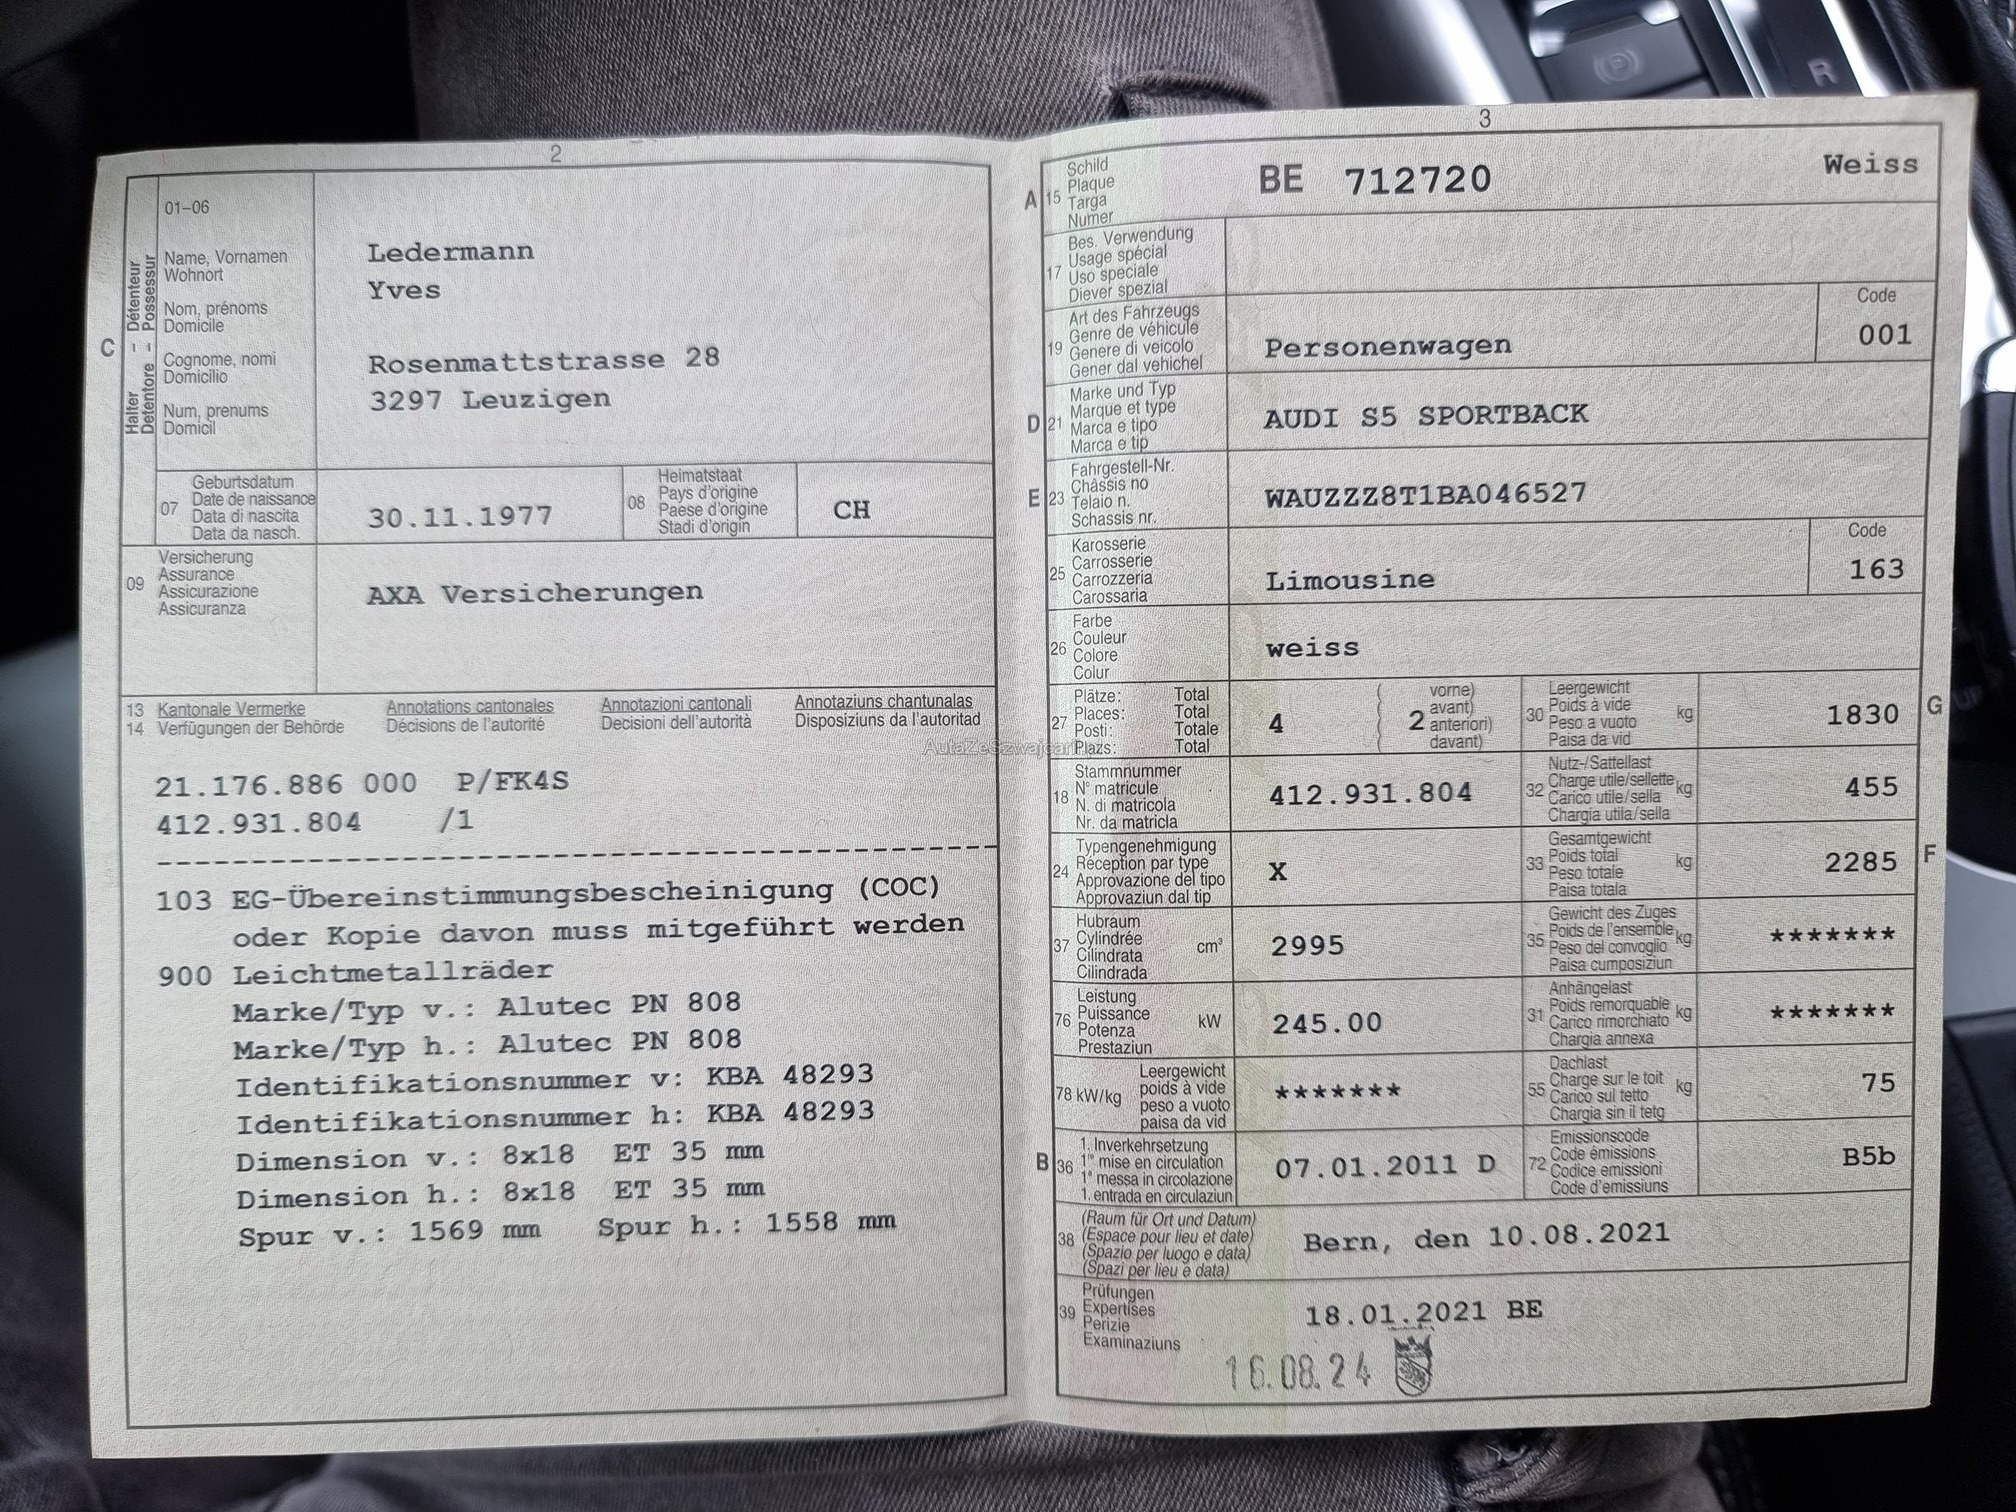 2
01–06
Name, Vornamen
Wohnort
Nom, prénoms
Domicile
Cognome, nomi
Domicilio
Num, prenums
Domicil
C
Halter – Détenteur
Detentore – Possessur
Ledermann
Yves
Rosenmattstrasse 28
3297 Leuzigen
07
Geburtsdatum
Date de naissance
Data di nascita
Data da nasch.
30.11.1977
08
Heimatstaat
Pays d'origine
Paese d'origine
Stadi d'origin
CH
09
Versicherung
Assurance
Assicurazione
Assicuranza
AXA Versicherungen
13 Kantonale Vermerke Annotations cantonales Annotazioni cantonali Annotaziuns chantunalas
14 Verfügungen der Behörde Décisions de l'autorité Decisioni dell'autorità Disposiziuns da l'autoritad
21.176.886 000 P/FK4S
412.931.804 /1
103 EG-Übereinstimmungsbescheinigung (COC)
oder Kopie davon muss mitgeführt werden
900 Leichtmetallräder
Marke/Typ v.: Alutec PN 808
Marke/Typ h.: Alutec PN 808
Identifikationsnummer v: KBA 48293
Identifikationsnummer h: KBA 48293
Dimension v.: 8x18 ET 35 mm
Dimension h.: 8x18 ET 35 mm
Spur v.: 1569 mm Spur h.: 1558 mm
3
A 15
Schild
Plaque
Targa
Numer
BE 712720 Weiss
17
Bes. Verwendung
Usage spécial
Uso speciale
Diever spezial
19
Art des Fahrzeugs
Genre de véhicule
Genere di veicolo
Gener dal vehichel
Personenwagen
Code
001
D 21
Marke und Typ
Marque et type
Marca e tipo
Marca e tip
AUDI S5 SPORTBACK
E 23
Fahrgestell-Nr.
Châssis no
Telaio n.
Schassis nr.
WAUZZZ8T1BA046527
25
Karosserie
Carrosserie
Carrozzeria
Carossaria
Limousine
Code
163
26
Farbe
Couleur
Colore
Colur
weiss
27
Plätze: Total
Places: Total
Posti: Totale
Plazs: Total
4
2
vorne)
avant)
anteriori)
davant)
30
Leergewicht
Poids à vide
Peso a vuoto
Paisa da vid
kg
1830
G
18
Stammnummer
N° matricule
N. di matricola
Nr. da matricla
412.931.804
32
Nutz-/Sattellast
Charge utile/sellette
Carico utile/sella
Chargia utila/sella
kg
455
24
Typengenehmigung
Réception par type
Approvazione del tipo
Approvaziun dal tip
X
33
Gesamtgewicht
Poids total
Peso totale
Paisa totala
kg
2285
F
37
Hubraum
Cylindrée
Cilindrata
Cilindrada
cm³
2995
35
Gewicht des Zuges
Poids de l'ensemble
Peso del convoglio
Paisa cumposiziun
kg
*******
76
Leistung
Puissance
Potenza
Prestaziun
kW
245.00
31
Anhängelast
Poids remorquable
Carico rimorchiato
Chargia annexa
kg
*******
78 kW/kg
Leergewicht
poids à vide
peso a vuoto
paisa da vid
*******
55
Dachlast
Charge sur le toit
Carico sul tetto
Chargia sin il tetg
kg
75
B 36
1. Inverkehrsetzung
1re mise en circulation
1a messa in circolazione
1. entrada en circulaziun
07.01.2011 D
72
Emissionscode
Code émissions
Codice emissioni
Code d'emissiuns
B5b
38
(Raum für Ort und Datum)
(Espace pour lieu et date)
(Spazio per luogo e data)
(Spazi per lieu e data)
Bern, den 10.08.2021
39
Prüfungen
Expertises
Perizie
Examinaziuns
18.01.2021 BE
16.08.24
R